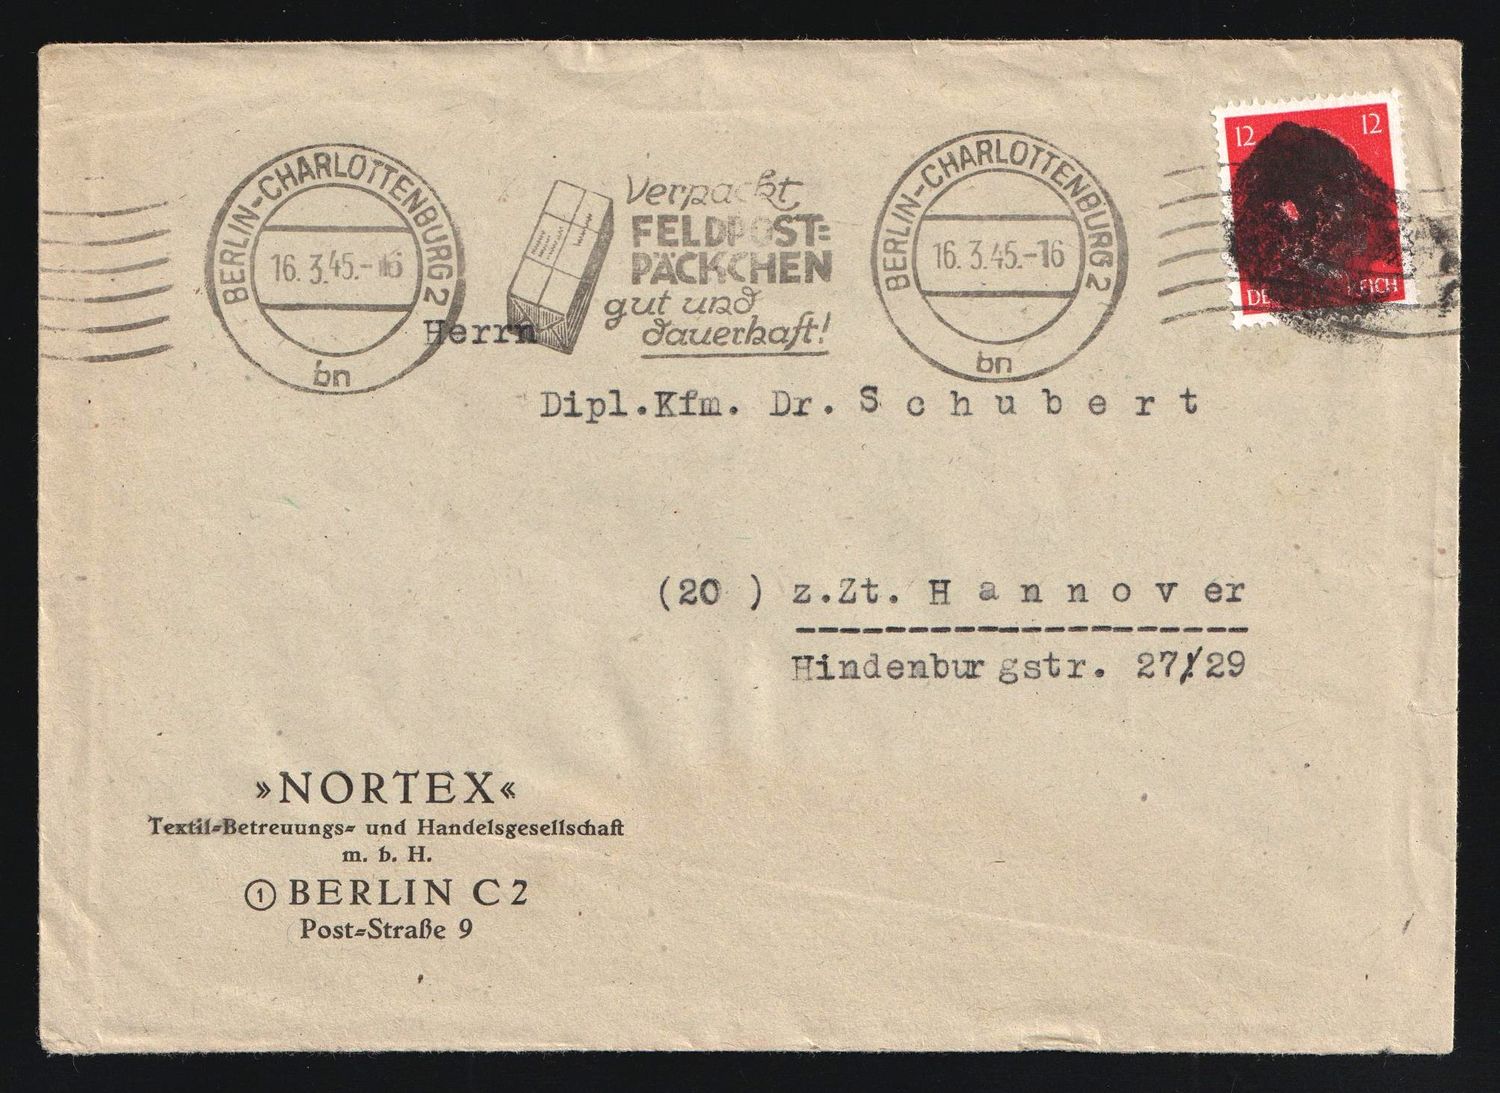 BERLIN-CHARLOTTENBURG 2
16.3.45.-16
bn
Verpackt
FELDPOST=
PÄCKCHEN
gut und
dauerhaft!
BERLIN-CHARLOTTENBURG 2
16.3.45.-16
bn
12 12
Herrn
Dipl.Kfm. Dr. Schubert
(20 ) z.Zt. Hannover
Hindenburgstr. 27/29
»NORTEX«
Textil=Betreuungs= und Handelsgesellschaft
m. b. H.
1 BERLIN C 2
Post=Straße 9